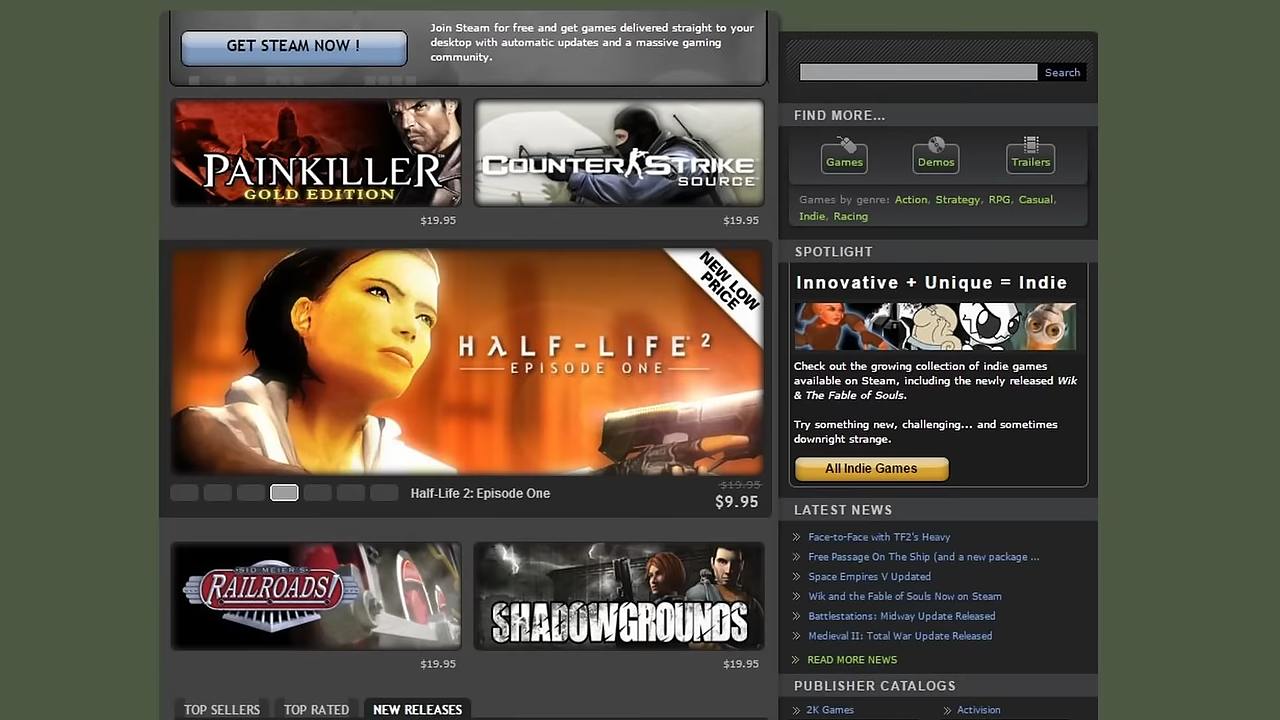 GET STEAM NOW !
Join Steam for free and get games delivered straight to your
desktop with automatic updates and a massive gaming
community.
PAINKILLER
GOLD EDITION
$19.95
COUNTER STRIKE
SOURCE
$19.95
NEW LOW
PRICE
HλLF-LIFE 2
EPISODE ONE
Half-Life 2: Episode One
$19.95
$9.95
SID MEIER'S
RAILROADS!
$19.95
SHADOWGROUNDS
$19.95
TOP SELLERS
TOP RATED
NEW RELEASES
Search
FIND MORE...
Games
Demos
Trailers
Games by genre: Action, Strategy, RPG, Casual,
Indie, Racing
SPOTLIGHT
Innovative + Unique = Indie
Check out the growing collection of indie games
available on Steam, including the newly released Wik
& The Fable of Souls.
Try something new, challenging... and sometimes
downright strange.
All Indie Games
LATEST NEWS
Face-to-Face with TF2's Heavy
Free Passage On The Ship (and a new package ...
Space Empires V Updated
Wik and the Fable of Souls Now on Steam
Battlestations: Midway Update Released
Medieval II: Total War Update Released
READ MORE NEWS
PUBLISHER CATALOGS
2K Games
Activision